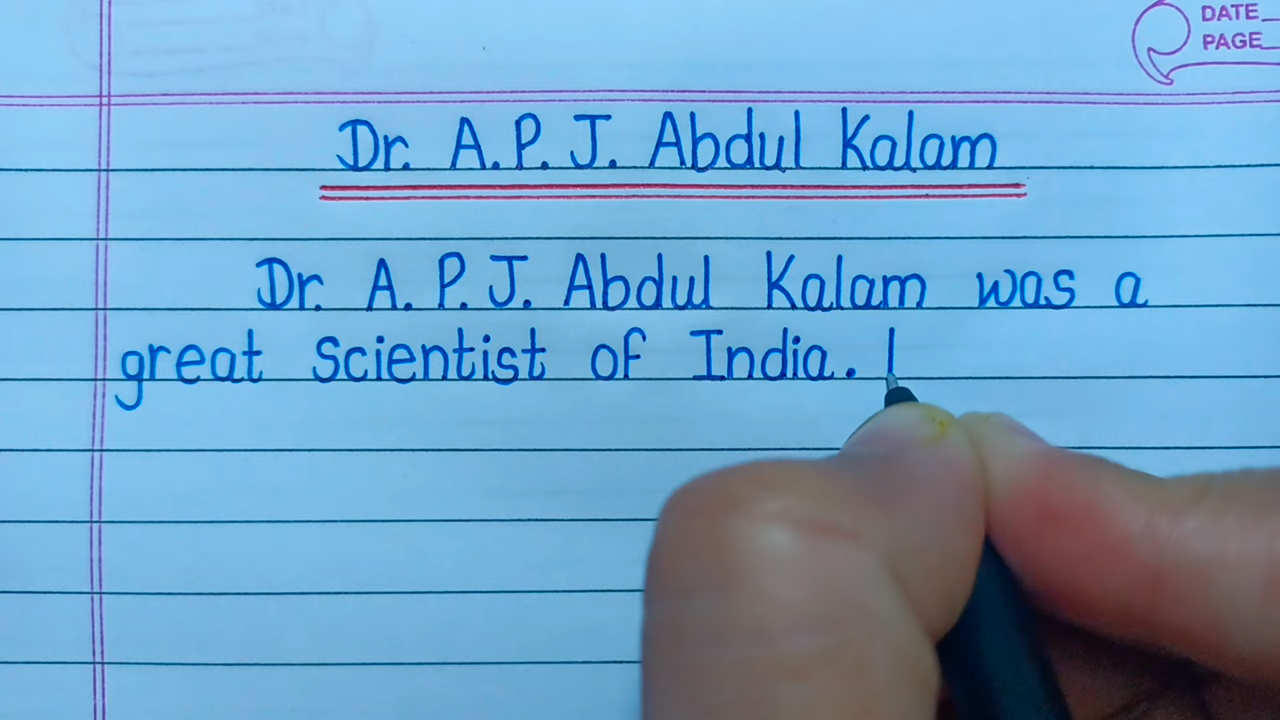 DATE
PAGE
Dr. A.P.J. Abdul Kalam
Dr. A.P.J. Abdul Kalam was a
great Scientist of India.